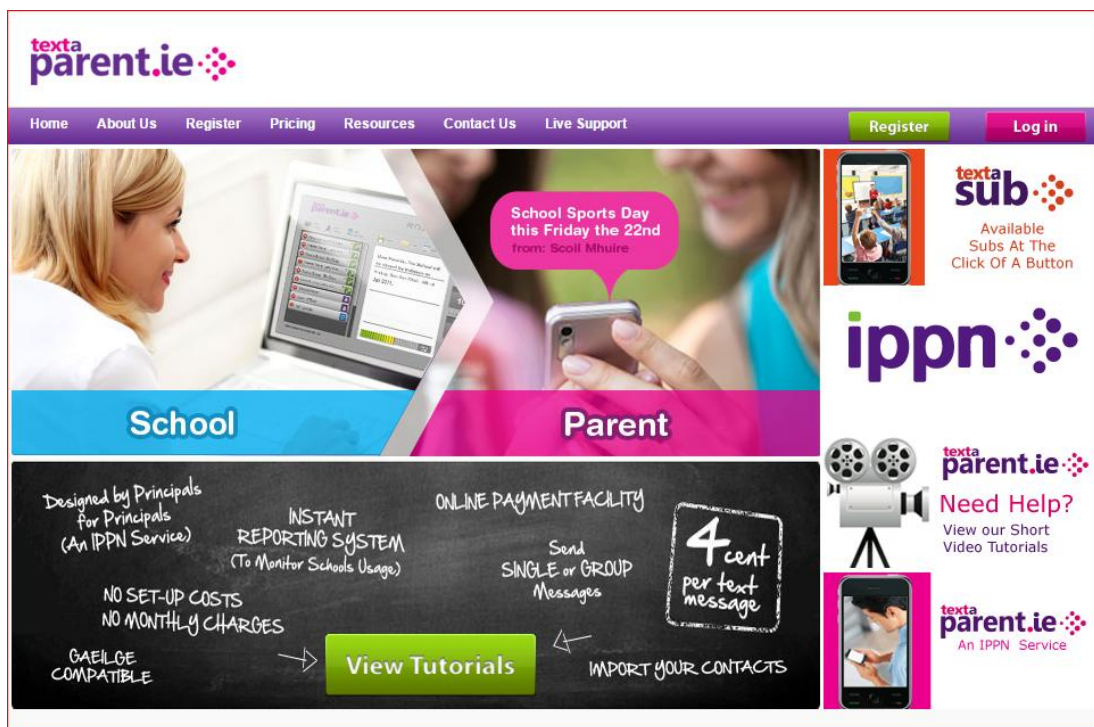 texta
parent.ie
Home About Us Register Pricing Resources Contact Us Live Support
Register
Log in
School Sports Day
this Friday the 22nd
from: Scoil Mhuire
School
Parent
texta
sub
Available
Subs At The
Click Of A Button
ippn
texta
parent.ie
Need Help?
View our Short
Video Tutorials
texta
parent.ie
An IPPN Service
Designed by Principals
for Principals
(An IPPN Service)
INSTANT
REPORTING SYSTEM
(To Monitor Schools Usage)
ONLINE PAYMENT FACILITY
Send
SINGLE or GROUP
Messages
4 cent
per text
message
NO SET-UP COSTS
NO MONTHLY CHARGES
GAEILGE
COMPATIBLE
View Tutorials
IMPORT YOUR CONTACTS